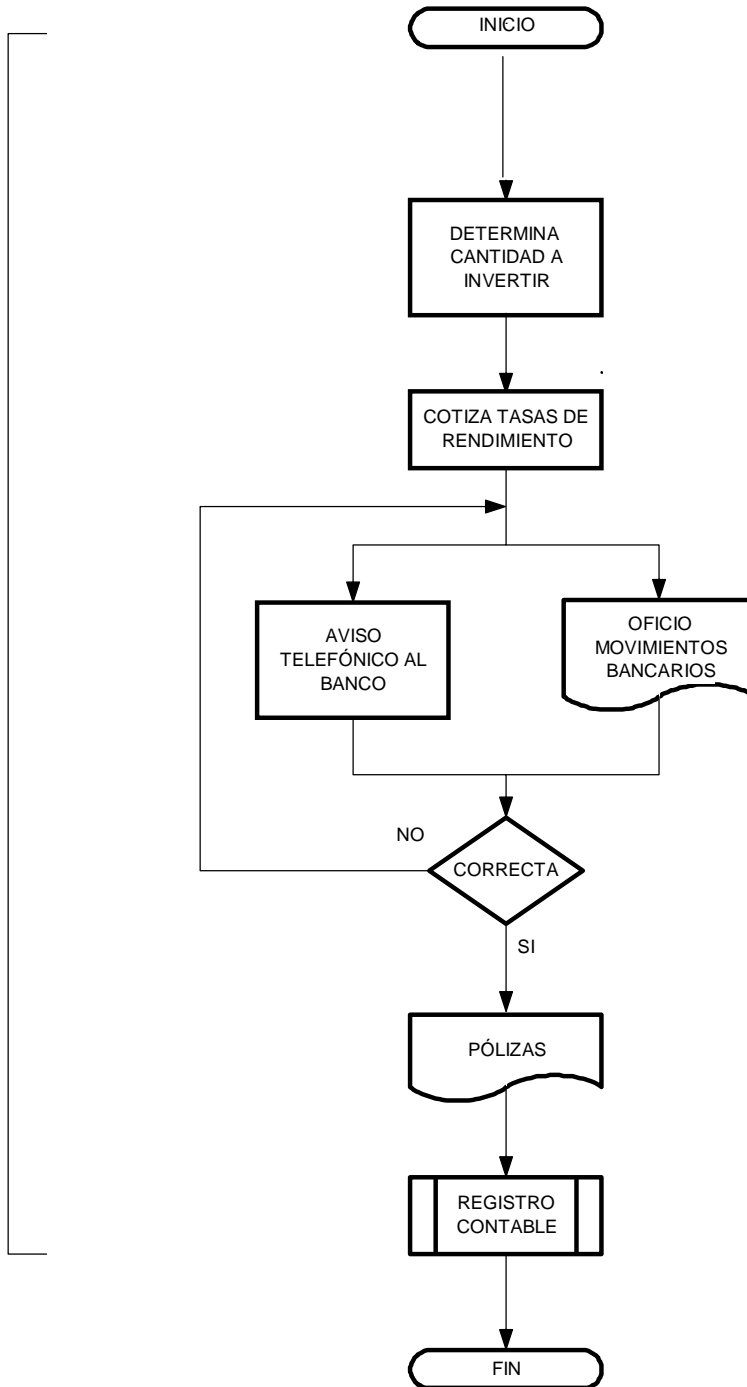 INICIO
DETERMINA
CANTIDAD A
INVERTIR
COTIZA TASAS DE
RENDIMIENTO
AVISO
TELEFÓNICO AL
BANCO
OFICIO
MOVIMIENTOS
BANCARIOS
NO
CORRECTA
SI
PÓLIZAS
REGISTRO
CONTABLE
FIN